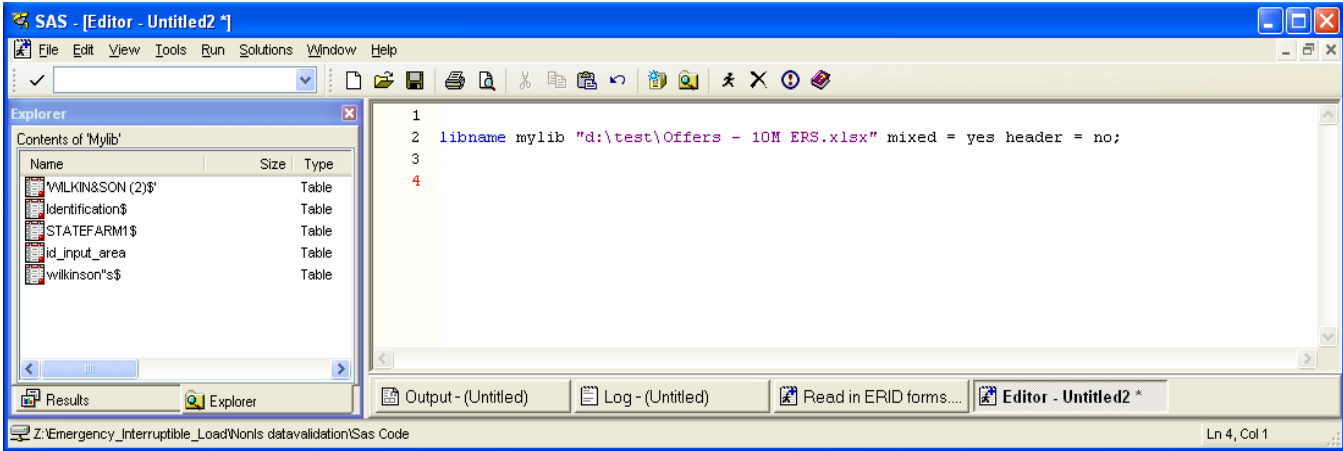 SAS - [Editor - Untitled2 *]
File Edit View Tools Run Solutions Window Help
Explorer
Contents of 'Mylib'
Name Size Type
'WILKIN&SON (2)$' Table
Identification$ Table
STATEFARM1$ Table
id_input_area Table
wilkinson''s$ Table
1
2 libname mylib "d:\test\Offers - 10M ERS.xlsx" mixed = yes header = no;
3
4
Results Explorer
Output - (Untitled) Log - (Untitled) Read in ERID forms.... Editor - Untitled2 *
Z:\Emergency_Interruptible_Load\NonIs datavalidation\Sas Code Ln 4, Col 1